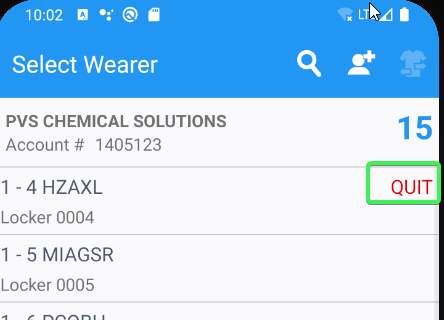 10:02 LTE
Select Wearer
PVS CHEMICAL SOLUTIONS
15
Account # 1405123
1 - 4 HZAXL
QUIT
Locker 0004
1 - 5 MIAGSR
Locker 0005